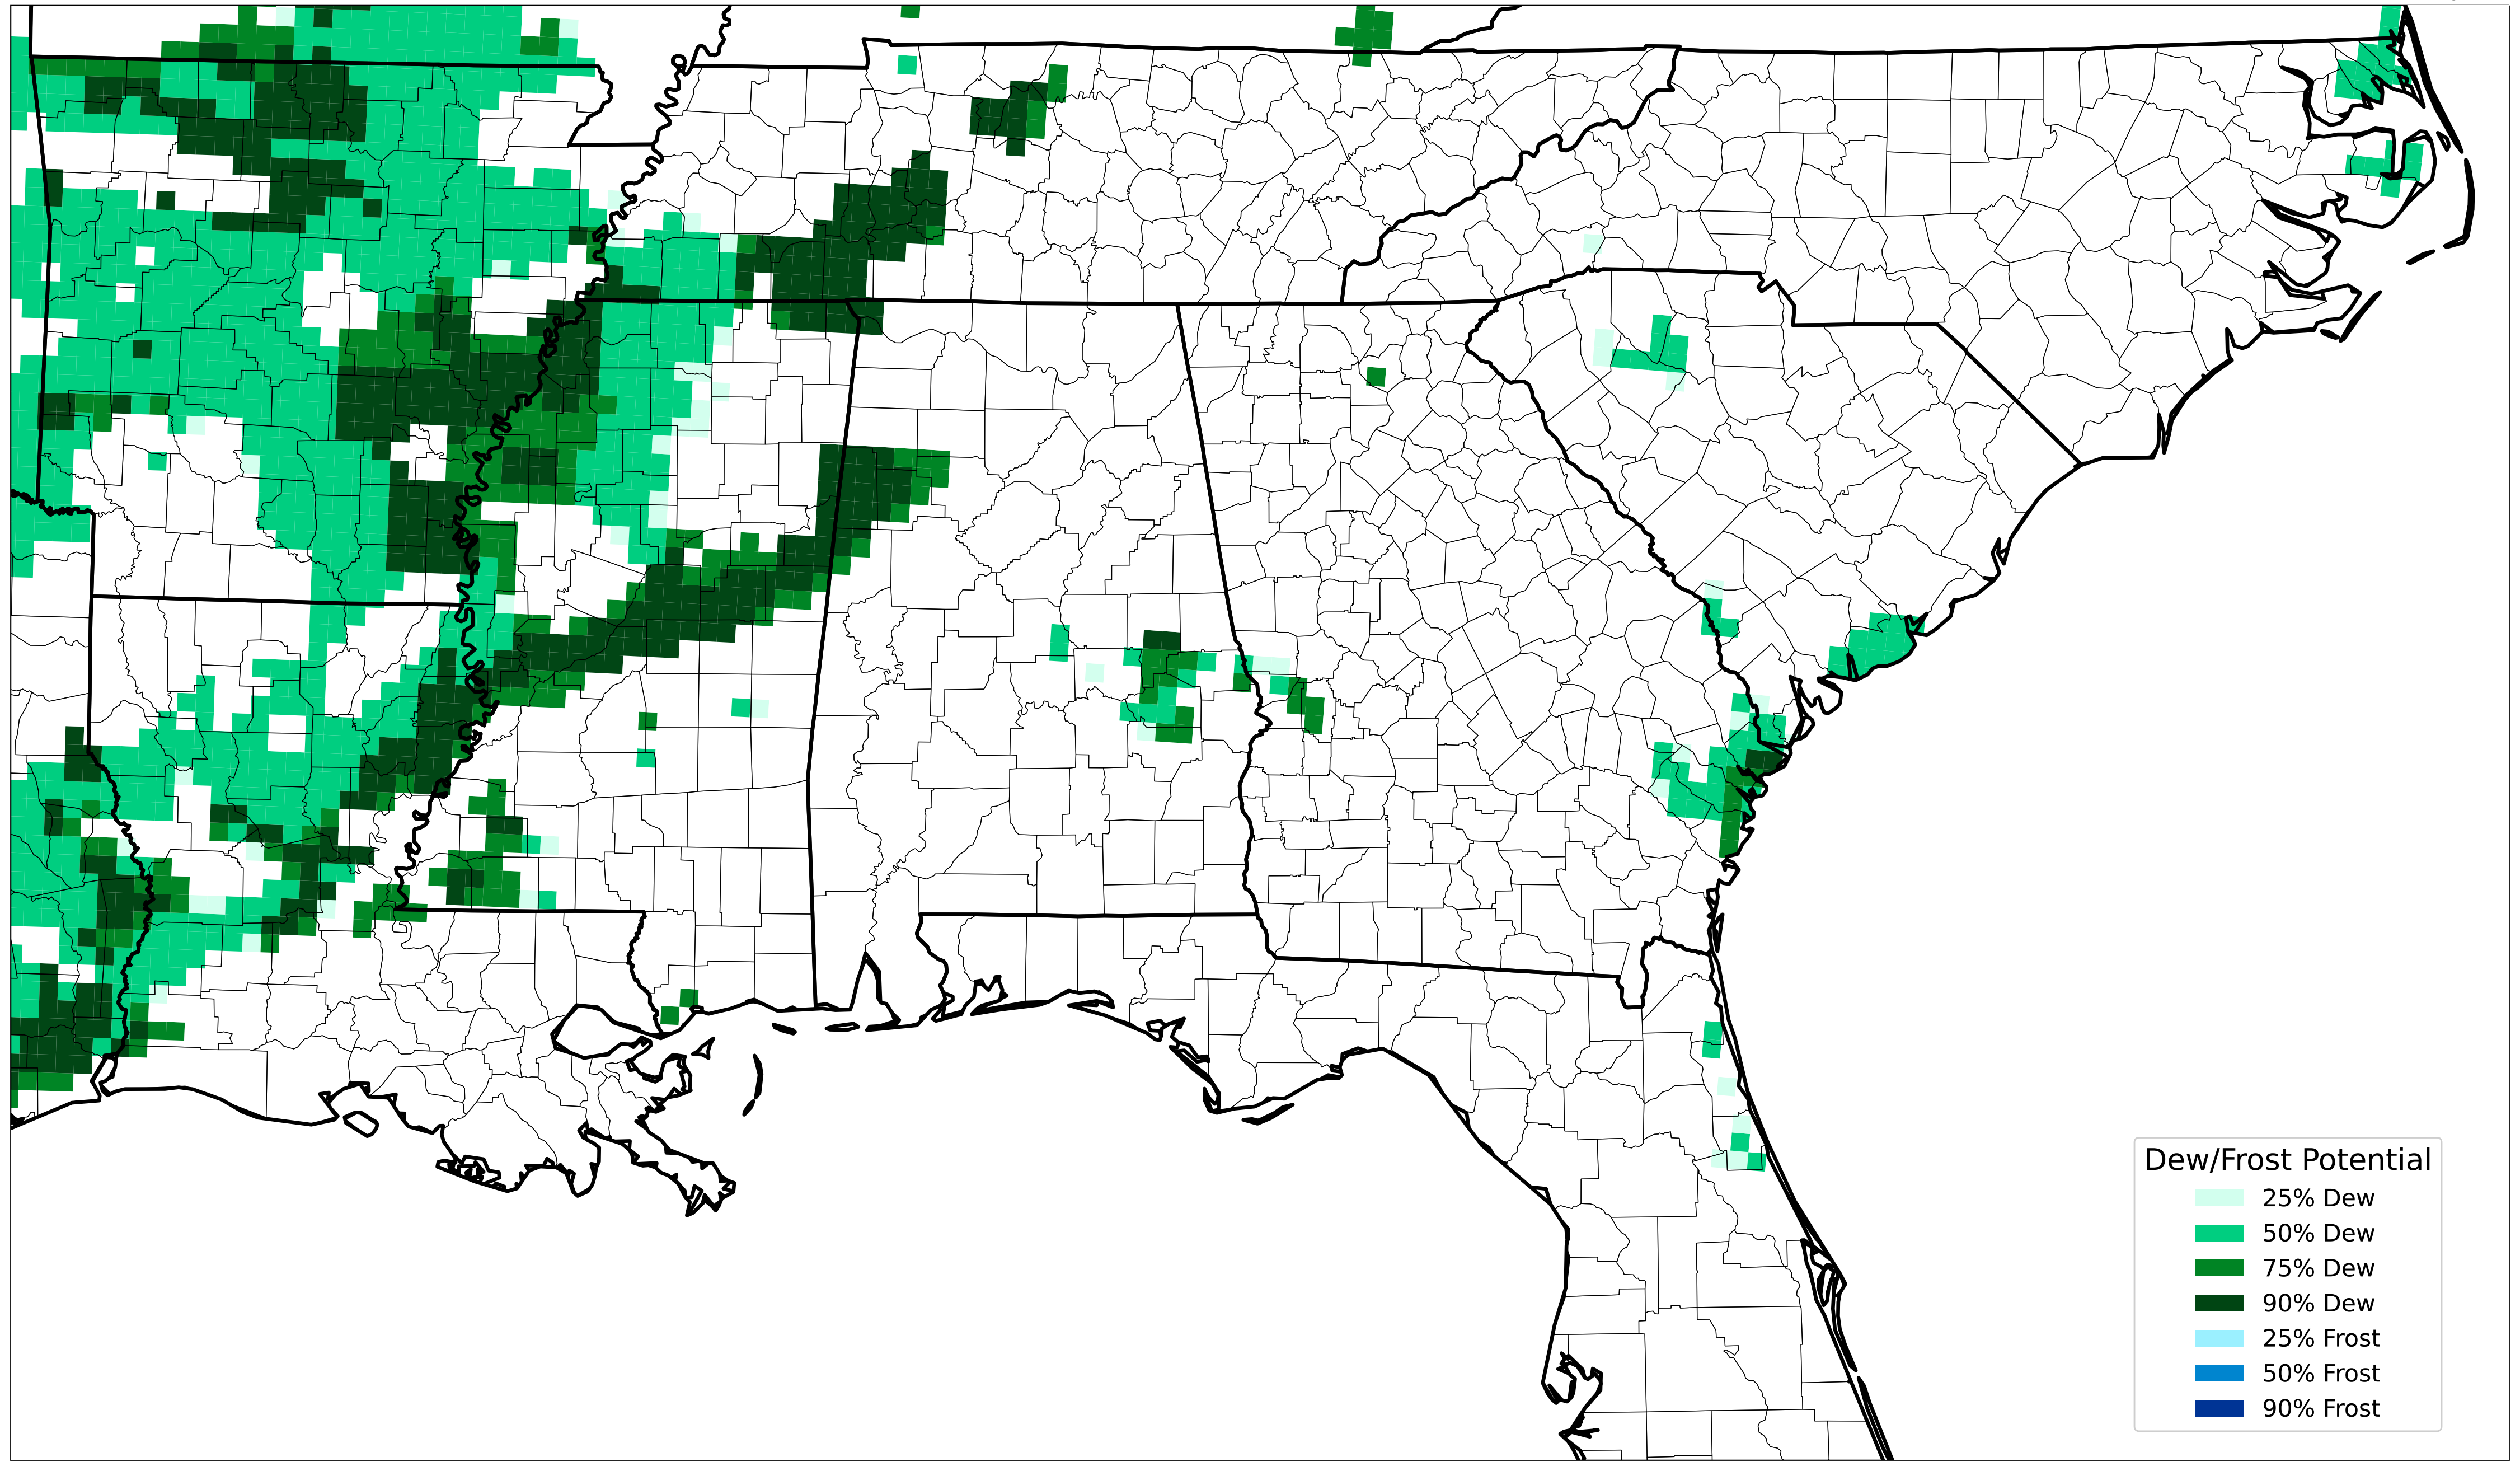 Dew/Frost Potential
25% Dew
50% Dew
75% Dew
90% Dew
25% Frost
50% Frost
90% Frost